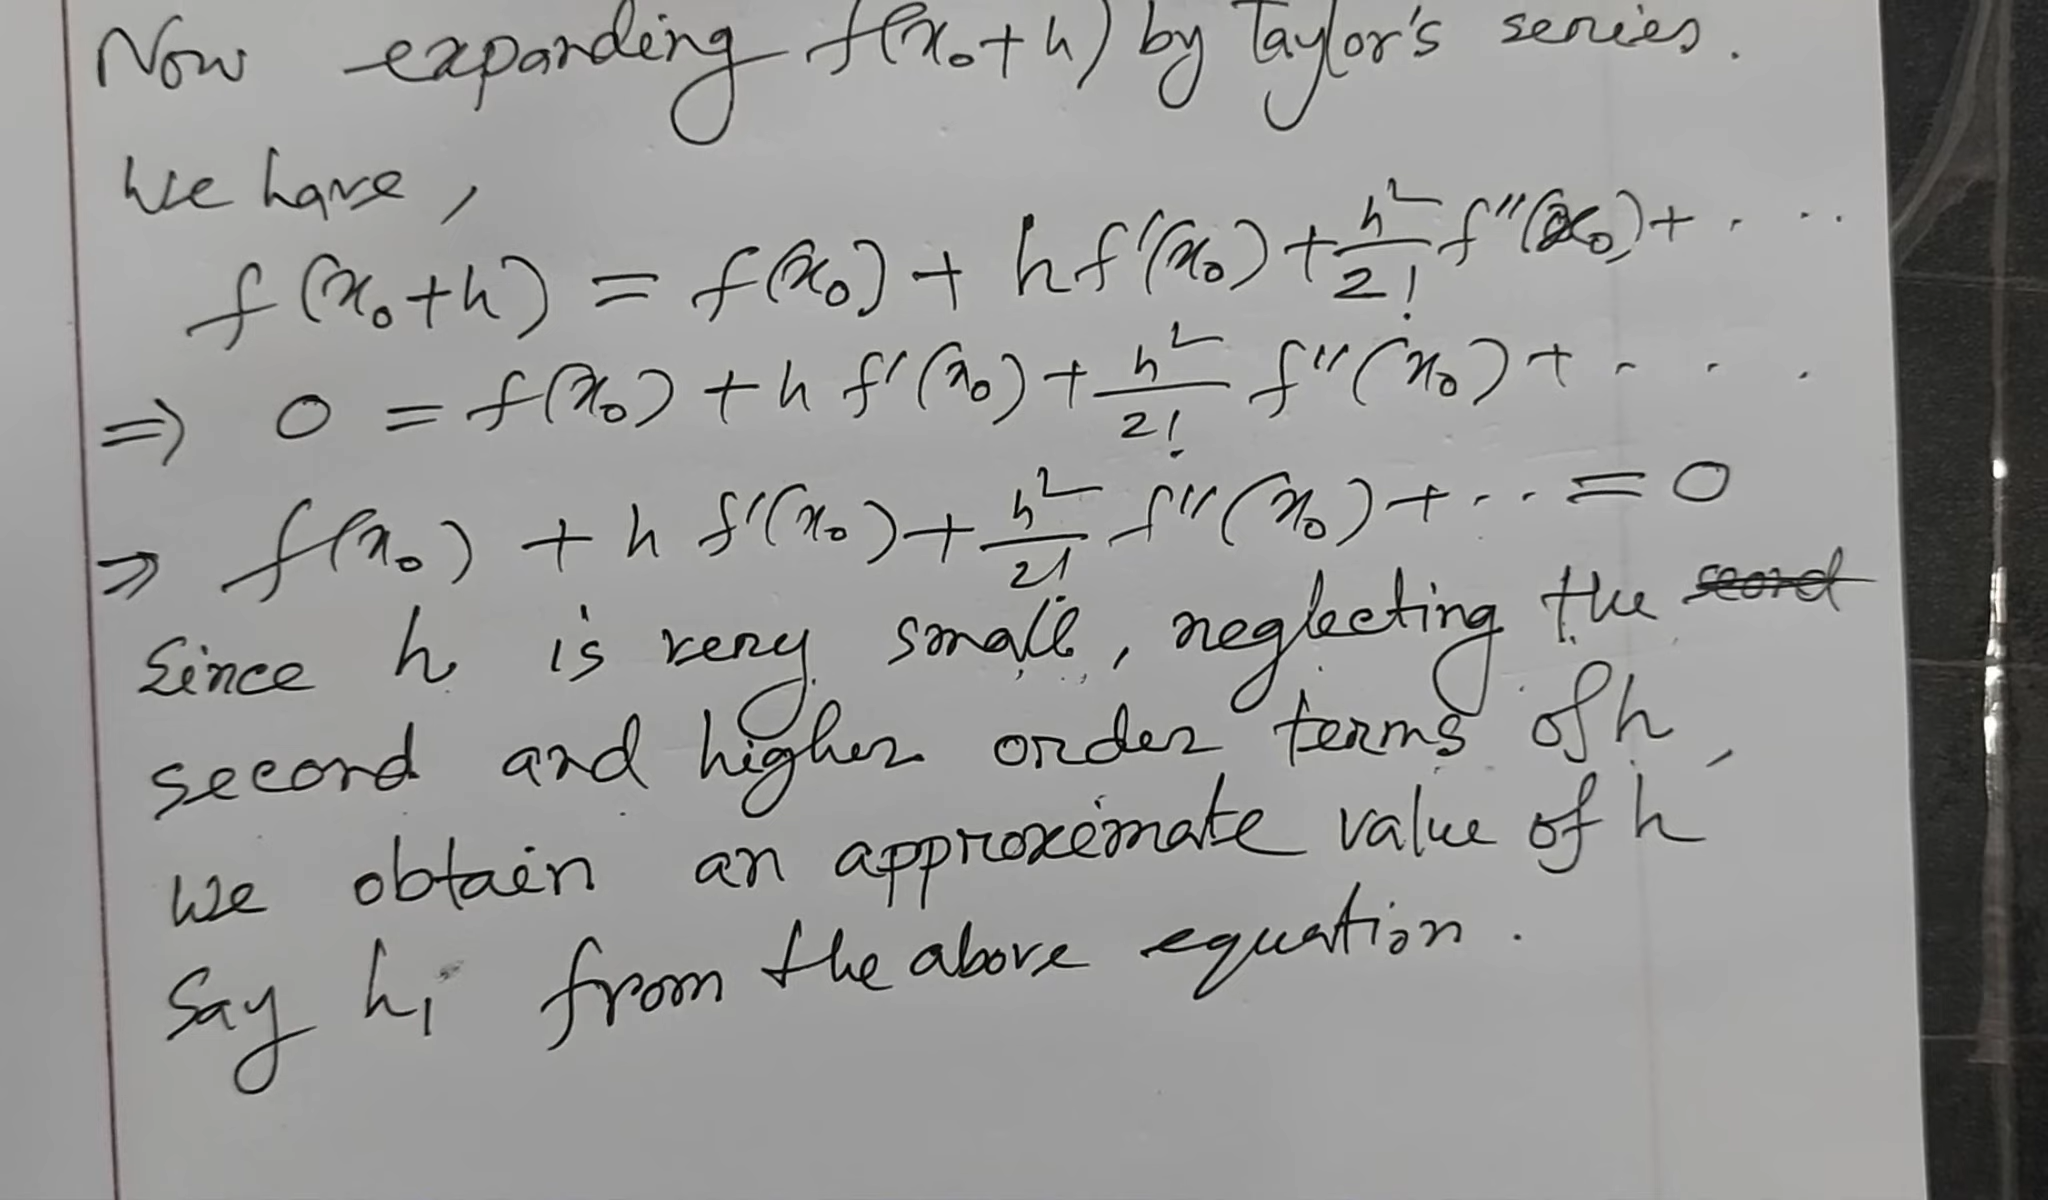 Now expanding f(x₀+h) by Taylor's series.
We have,
f(x₀+h) = f(x₀) + hf'(x₀) + h²/2! f''(x₀) + . . .
⇒ 0 = f(x₀) + h f'(x₀) + h²/2! f''(x₀) + . . .
⇒ f(x₀) + h f'(x₀) + h²/2! f''(x₀) + . . . = 0
Since h is very small, neglecting the
second and higher order terms of h,
We obtain an approximate value of h
Say h₁ from the above equation.